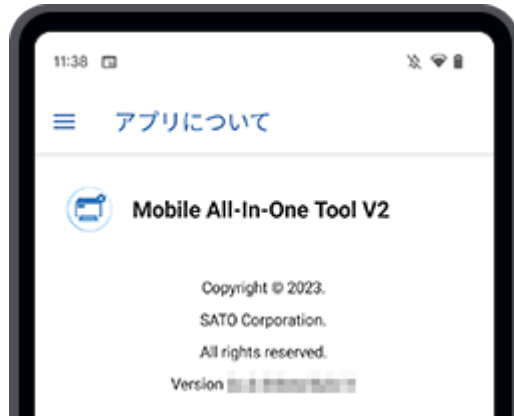 11:38
アプリについて
Mobile All-In-One Tool V2
Copyright © 2023.
SATO Corporation.
All rights reserved.
Version